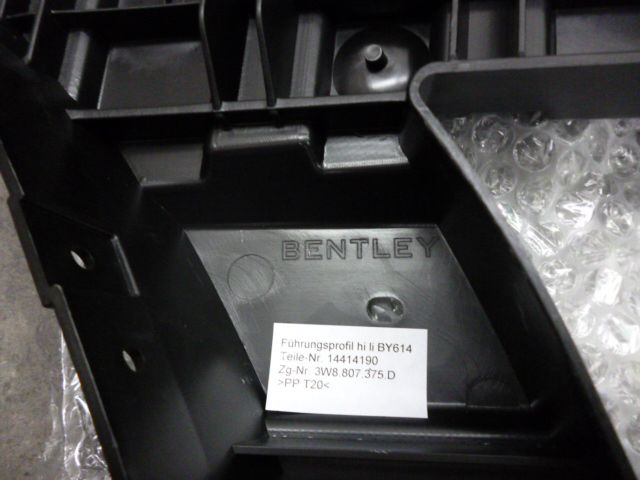 BENTLEY
Führungsprofil hi li BY614
Teile-Nr. 14414190
Zg-Nr. 3W8.807.375.D
>PP T20<